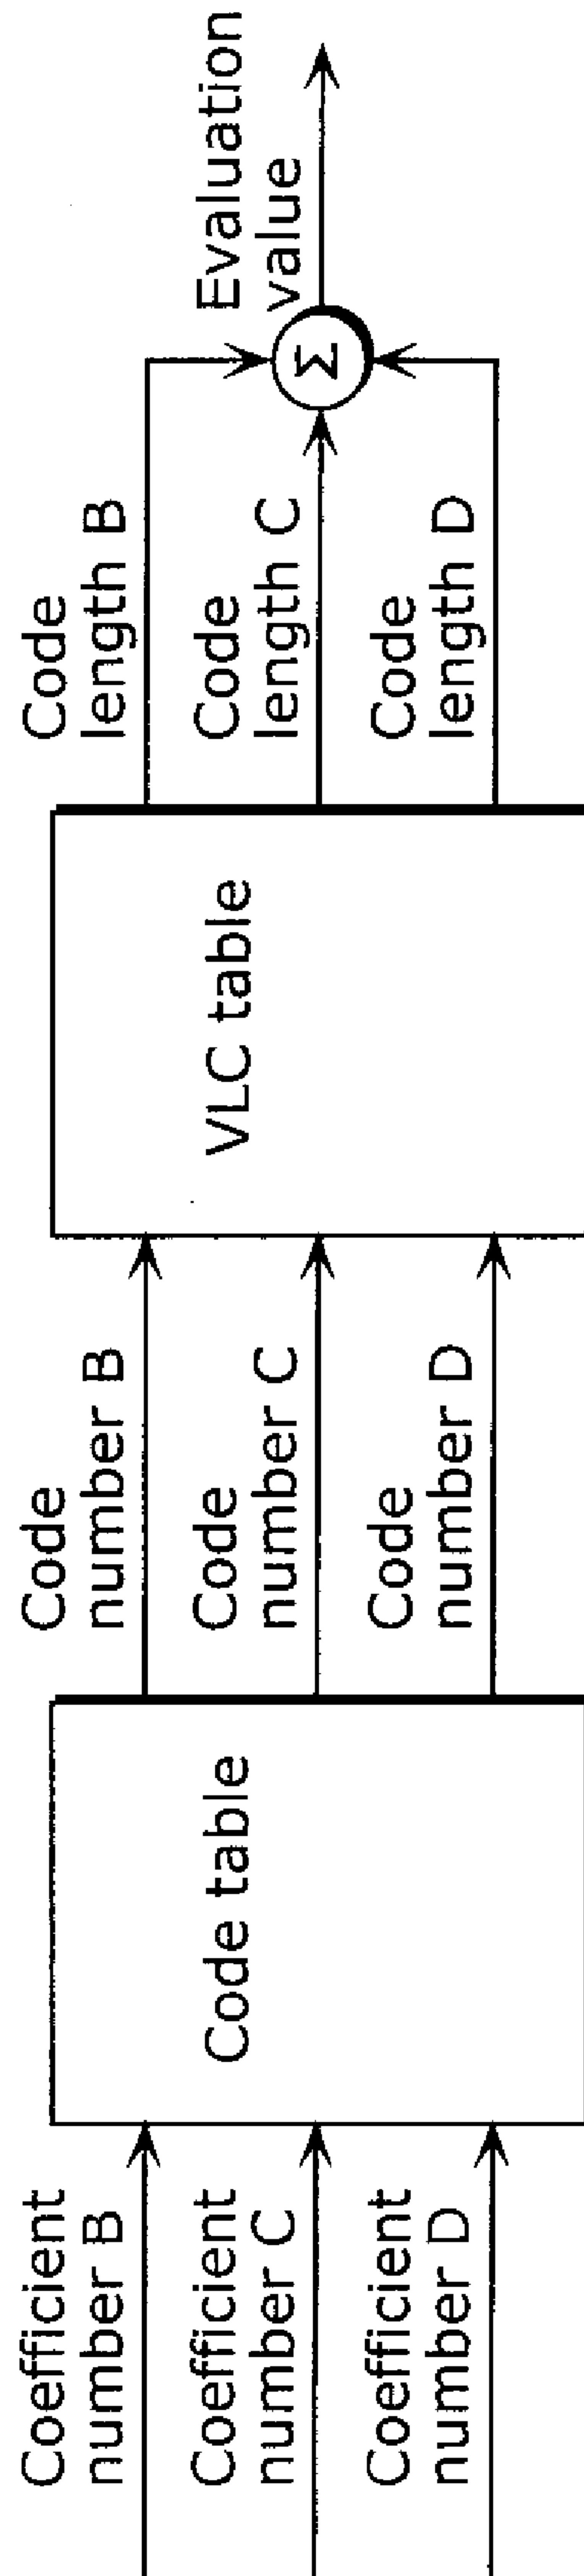 Coefficient
number B
Coefficient
number C
Coefficient
number D
Code table
Code
number B
Code
number C
Code
number D
VLC table
Code
length B
Code
length C
Code
length D
Σ
Evaluation
value